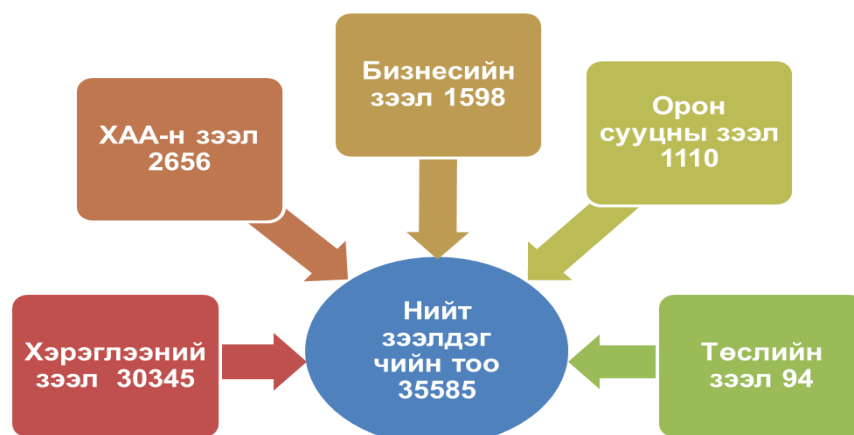 Бизнесийн
зээл 1598
ХАА-н зээл
2656
Орон
сууцны зээл
1110
Хэрэглээний
зээл 30345
Нийт
зээлдэг
чийн тоо
35585
Төслийн
зээл 94